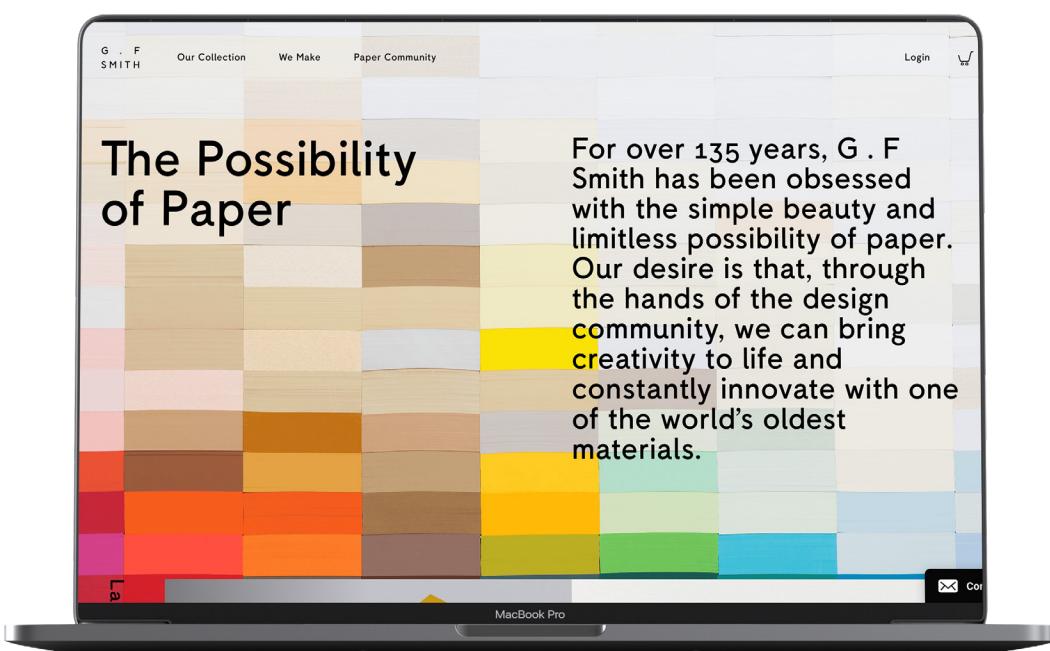 G . F
SMITH
Our Collection
We Make
Paper Community
Login
The Possibility
of Paper
For over 135 years, G . F
Smith has been obsessed
with the simple beauty and
limitless possibility of paper.
Our desire is that, through
the hands of the design
community, we can bring
creativity to life and
constantly innovate with one
of the world’s oldest
materials.
MacBook Pro